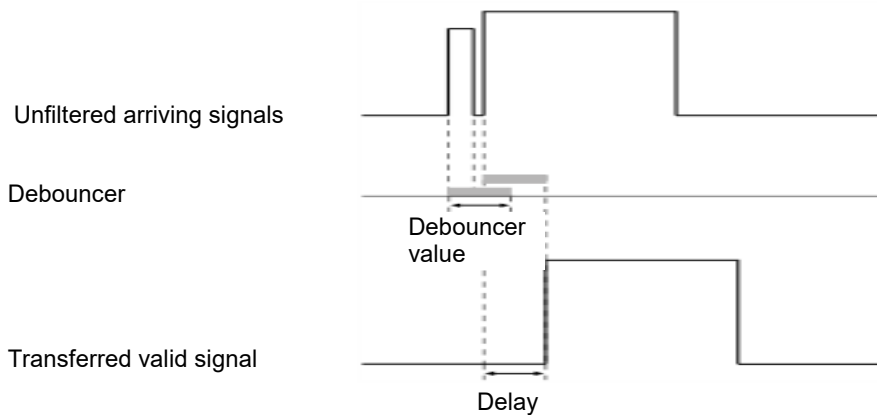 Unfiltered arriving signals
Debouncer
Debouncer
value
Transferred valid signal
Delay